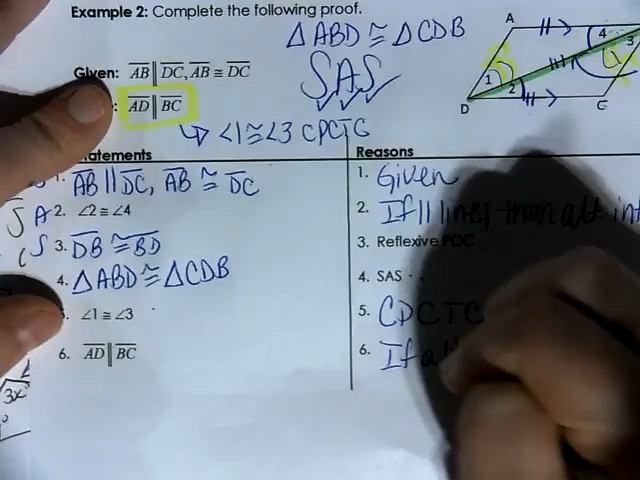 Example 2: Complete the following proof.
△ABD ≅ △CDB
Given: AB ∥ DC, AB ≅ DC
SAS
: AD ∥ BC
↳ ∠1≅∠3 CPCTC
A
4
3
1
2
D
C
Statements Reasons
1. AB ∥ DC, AB ≅ DC 1. Given
S A 2. ∠2 ≅ ∠4 2. If ∥ lines then alt. int
S 3. DB ≅ BD 3. Reflexive POC
4. △ABD ≅ △CDB 4. SAS
∠1 ≅ ∠3 5. CPCTC
6. AD ∥ BC 6. If al
3x